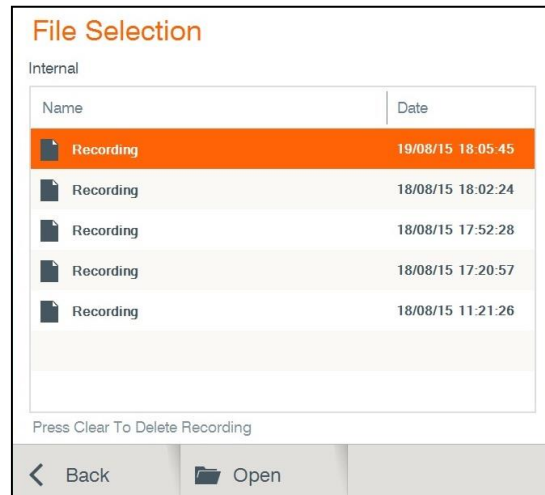 File Selection
Internal
Name Date
Recording 19/08/15 18:05:45
Recording 18/08/15 18:02:24
Recording 18/08/15 17:52:28
Recording 18/08/15 17:20:57
Recording 18/08/15 11:21:26
Press Clear To Delete Recording
Back Open